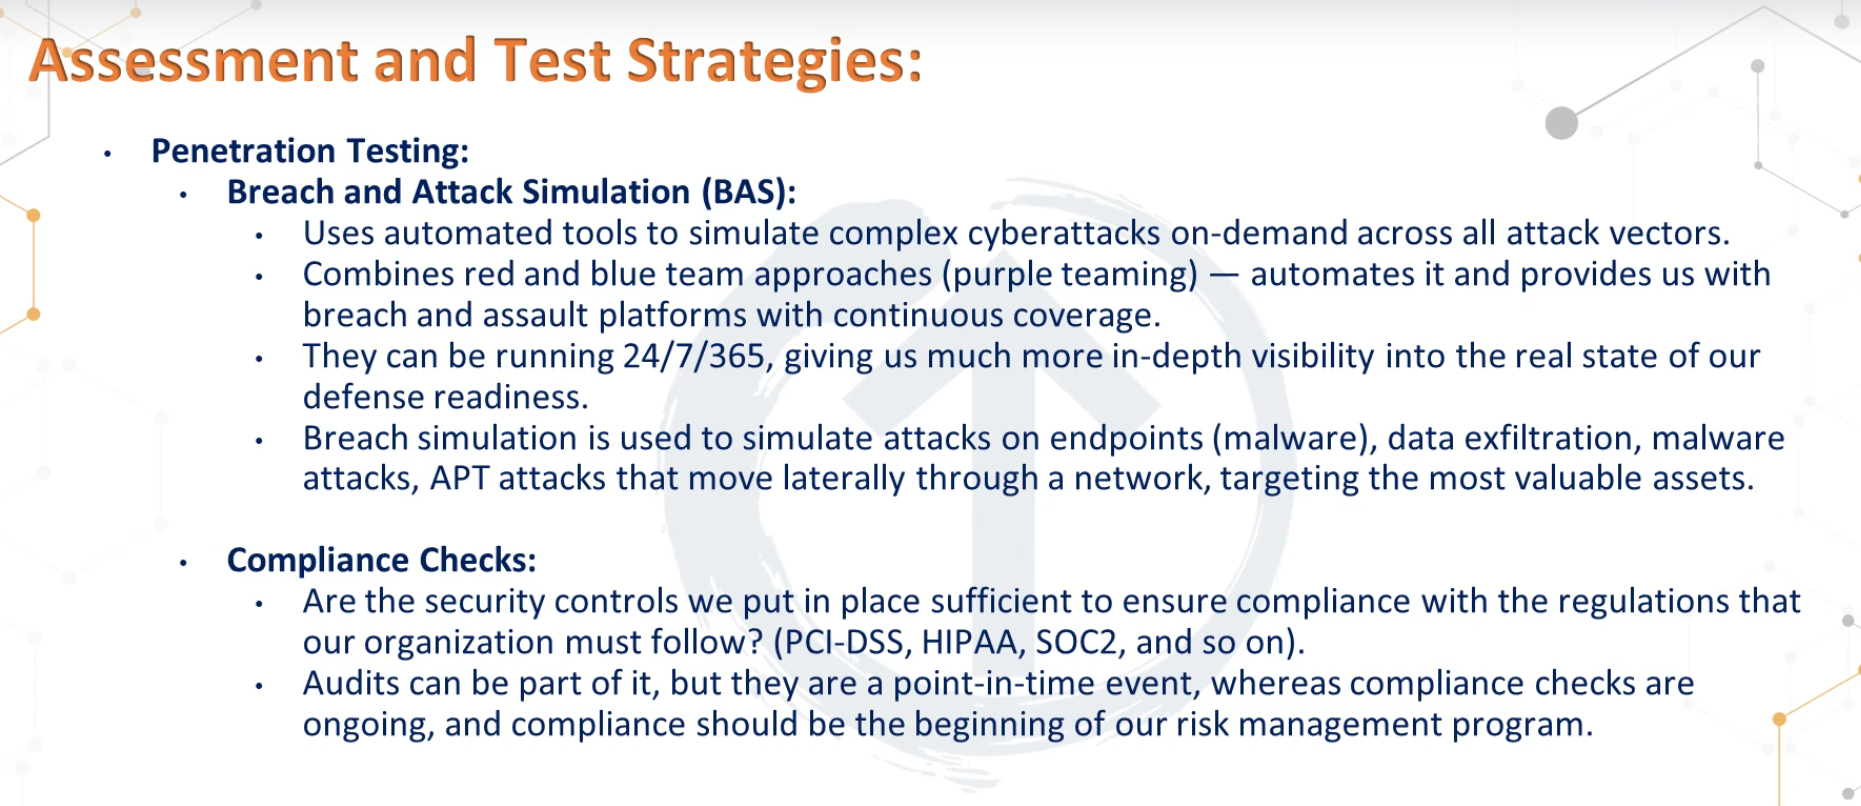 Assessment and Test Strategies:
• Penetration Testing:
• Breach and Attack Simulation (BAS):
• Uses automated tools to simulate complex cyberattacks on-demand across all attack vectors.
• Combines red and blue team approaches (purple teaming) — automates it and provides us with
breach and assault platforms with continuous coverage.
• They can be running 24/7/365, giving us much more in-depth visibility into the real state of our
defense readiness.
• Breach simulation is used to simulate attacks on endpoints (malware), data exfiltration, malware
attacks, APT attacks that move laterally through a network, targeting the most valuable assets.
• Compliance Checks:
• Are the security controls we put in place sufficient to ensure compliance with the regulations that
our organization must follow? (PCI-DSS, HIPAA, SOC2, and so on).
• Audits can be part of it, but they are a point-in-time event, whereas compliance checks are
ongoing, and compliance should be the beginning of our risk management program.